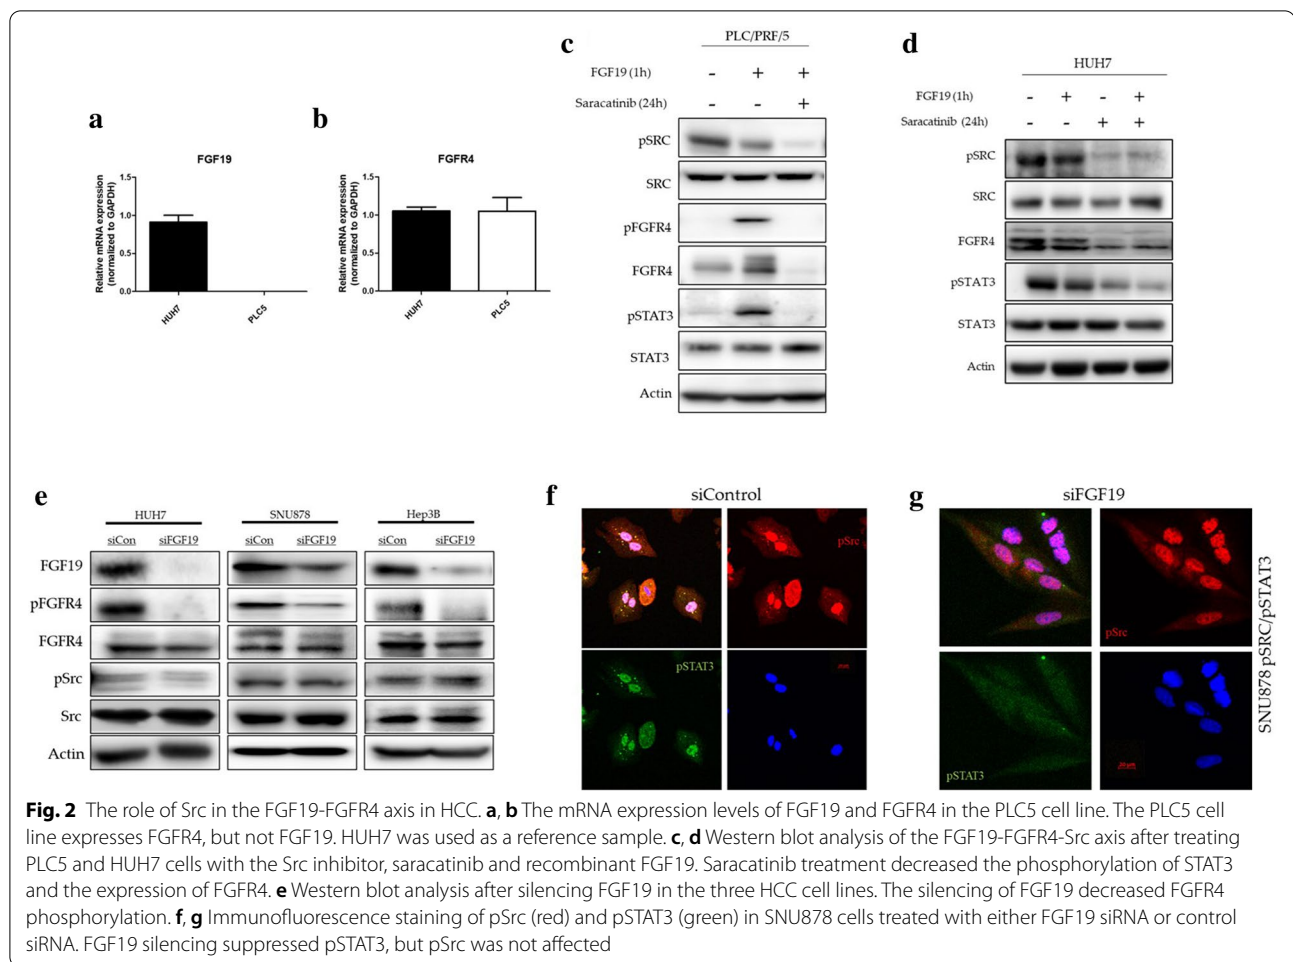 a
FGF19
Relative mRNA expression
(normalized to GAPDH)
1.5
1.0
0.5
0.0
HUH7
PLC5
b
FGFR4
Relative mRNA expression
(normalized to GAPDH)
1.5
1.0
0.5
0.0
HUH7
PLC5
c
PLC/PRF/5
FGF19 (1h) - + +
Saracatinib (24h) - - +
pSRC
SRC
pFGFR4
FGFR4
pSTAT3
STAT3
Actin
d
HUH7
FGF19 (1h) - + - +
Saracatinib (24h) - - + +
pSRC
SRC
FGFR4
pSTAT3
STAT3
Actin
e
HUH7 SNU878 Hep3B
siCon siFGF19 siCon siFGF19 siCon siFGF19
FGF19
pFGFR4
FGFR4
pSrc
Src
Actin
f
siControl
pSrc
pSTAT3
g
siFGF19
pSrc
pSTAT3
SNU878 pSRC/pSTAT3
Fig. 2 The role of Src in the FGF19-FGFR4 axis in HCC. a, b The mRNA expression levels of FGF19 and FGFR4 in the PLC5 cell line. The PLC5 cell
line expresses FGFR4, but not FGF19. HUH7 was used as a reference sample. c, d Western blot analysis of the FGF19-FGFR4-Src axis after treating
PLC5 and HUH7 cells with the Src inhibitor, saracatinib and recombinant FGF19. Saracatinib treatment decreased the phosphorylation of STAT3
and the expression of FGFR4. e Western blot analysis after silencing FGF19 in the three HCC cell lines. The silencing of FGF19 decreased FGFR4
phosphorylation. f, g Immunofluorescence staining of pSrc (red) and pSTAT3 (green) in SNU878 cells treated with either FGF19 siRNA or control
siRNA. FGF19 silencing suppressed pSTAT3, but pSrc was not affected